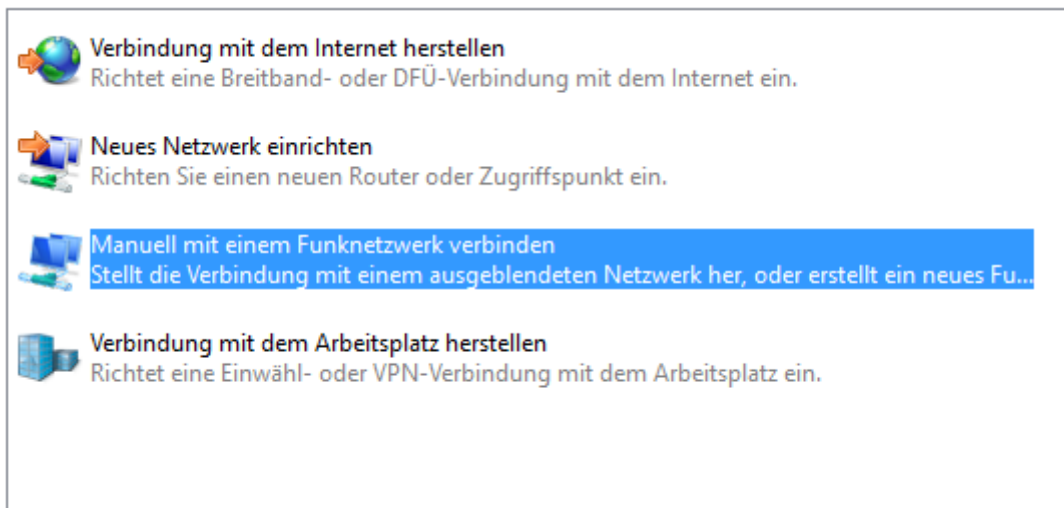 Verbindung mit dem Internet herstellen
Richtet eine Breitband- oder DFÜ-Verbindung mit dem Internet ein.
Neues Netzwerk einrichten
Richten Sie einen neuen Router oder Zugriffspunkt ein.
Manuell mit einem Funknetzwerk verbinden
Stellt die Verbindung mit einem ausgeblendeten Netzwerk her, oder erstellt ein neues Fu...
Verbindung mit dem Arbeitsplatz herstellen
Richtet eine Einwähl- oder VPN-Verbindung mit dem Arbeitsplatz ein.